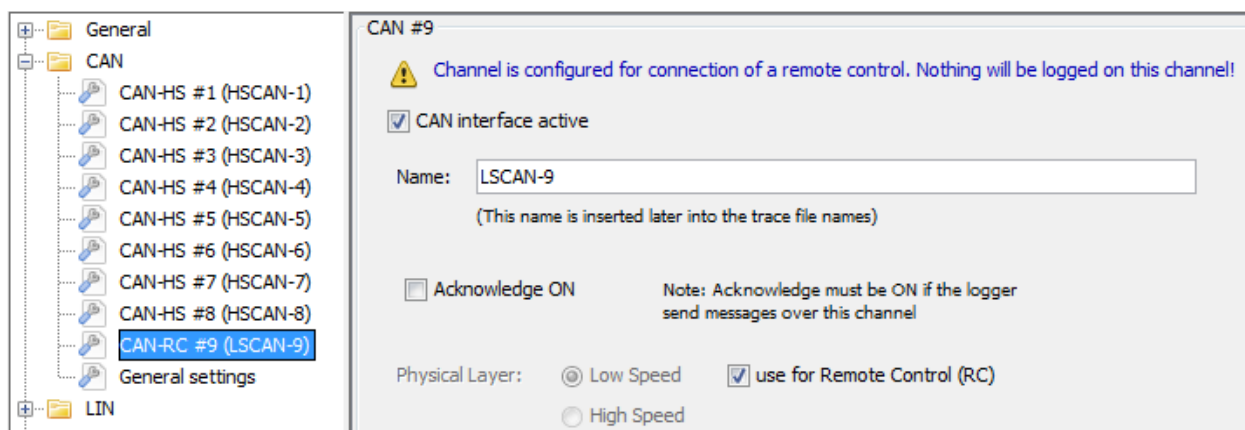 General
CAN
CAN-HS #1 (HSCAN-1)
CAN-HS #2 (HSCAN-2)
CAN-HS #3 (HSCAN-3)
CAN-HS #4 (HSCAN-4)
CAN-HS #5 (HSCAN-5)
CAN-HS #6 (HSCAN-6)
CAN-HS #7 (HSCAN-7)
CAN-HS #8 (HSCAN-8)
CAN-RC #9 (LSCAN-9)
General settings
LIN
CAN #9
Channel is configured for connection of a remote control. Nothing will be logged on this channel!
CAN interface active
Name: LSCAN-9
(This name is inserted later into the trace file names)
Acknowledge ON
Note: Acknowledge must be ON if the logger
send messages over this channel
Physical Layer: Low Speed use for Remote Control (RC)
High Speed